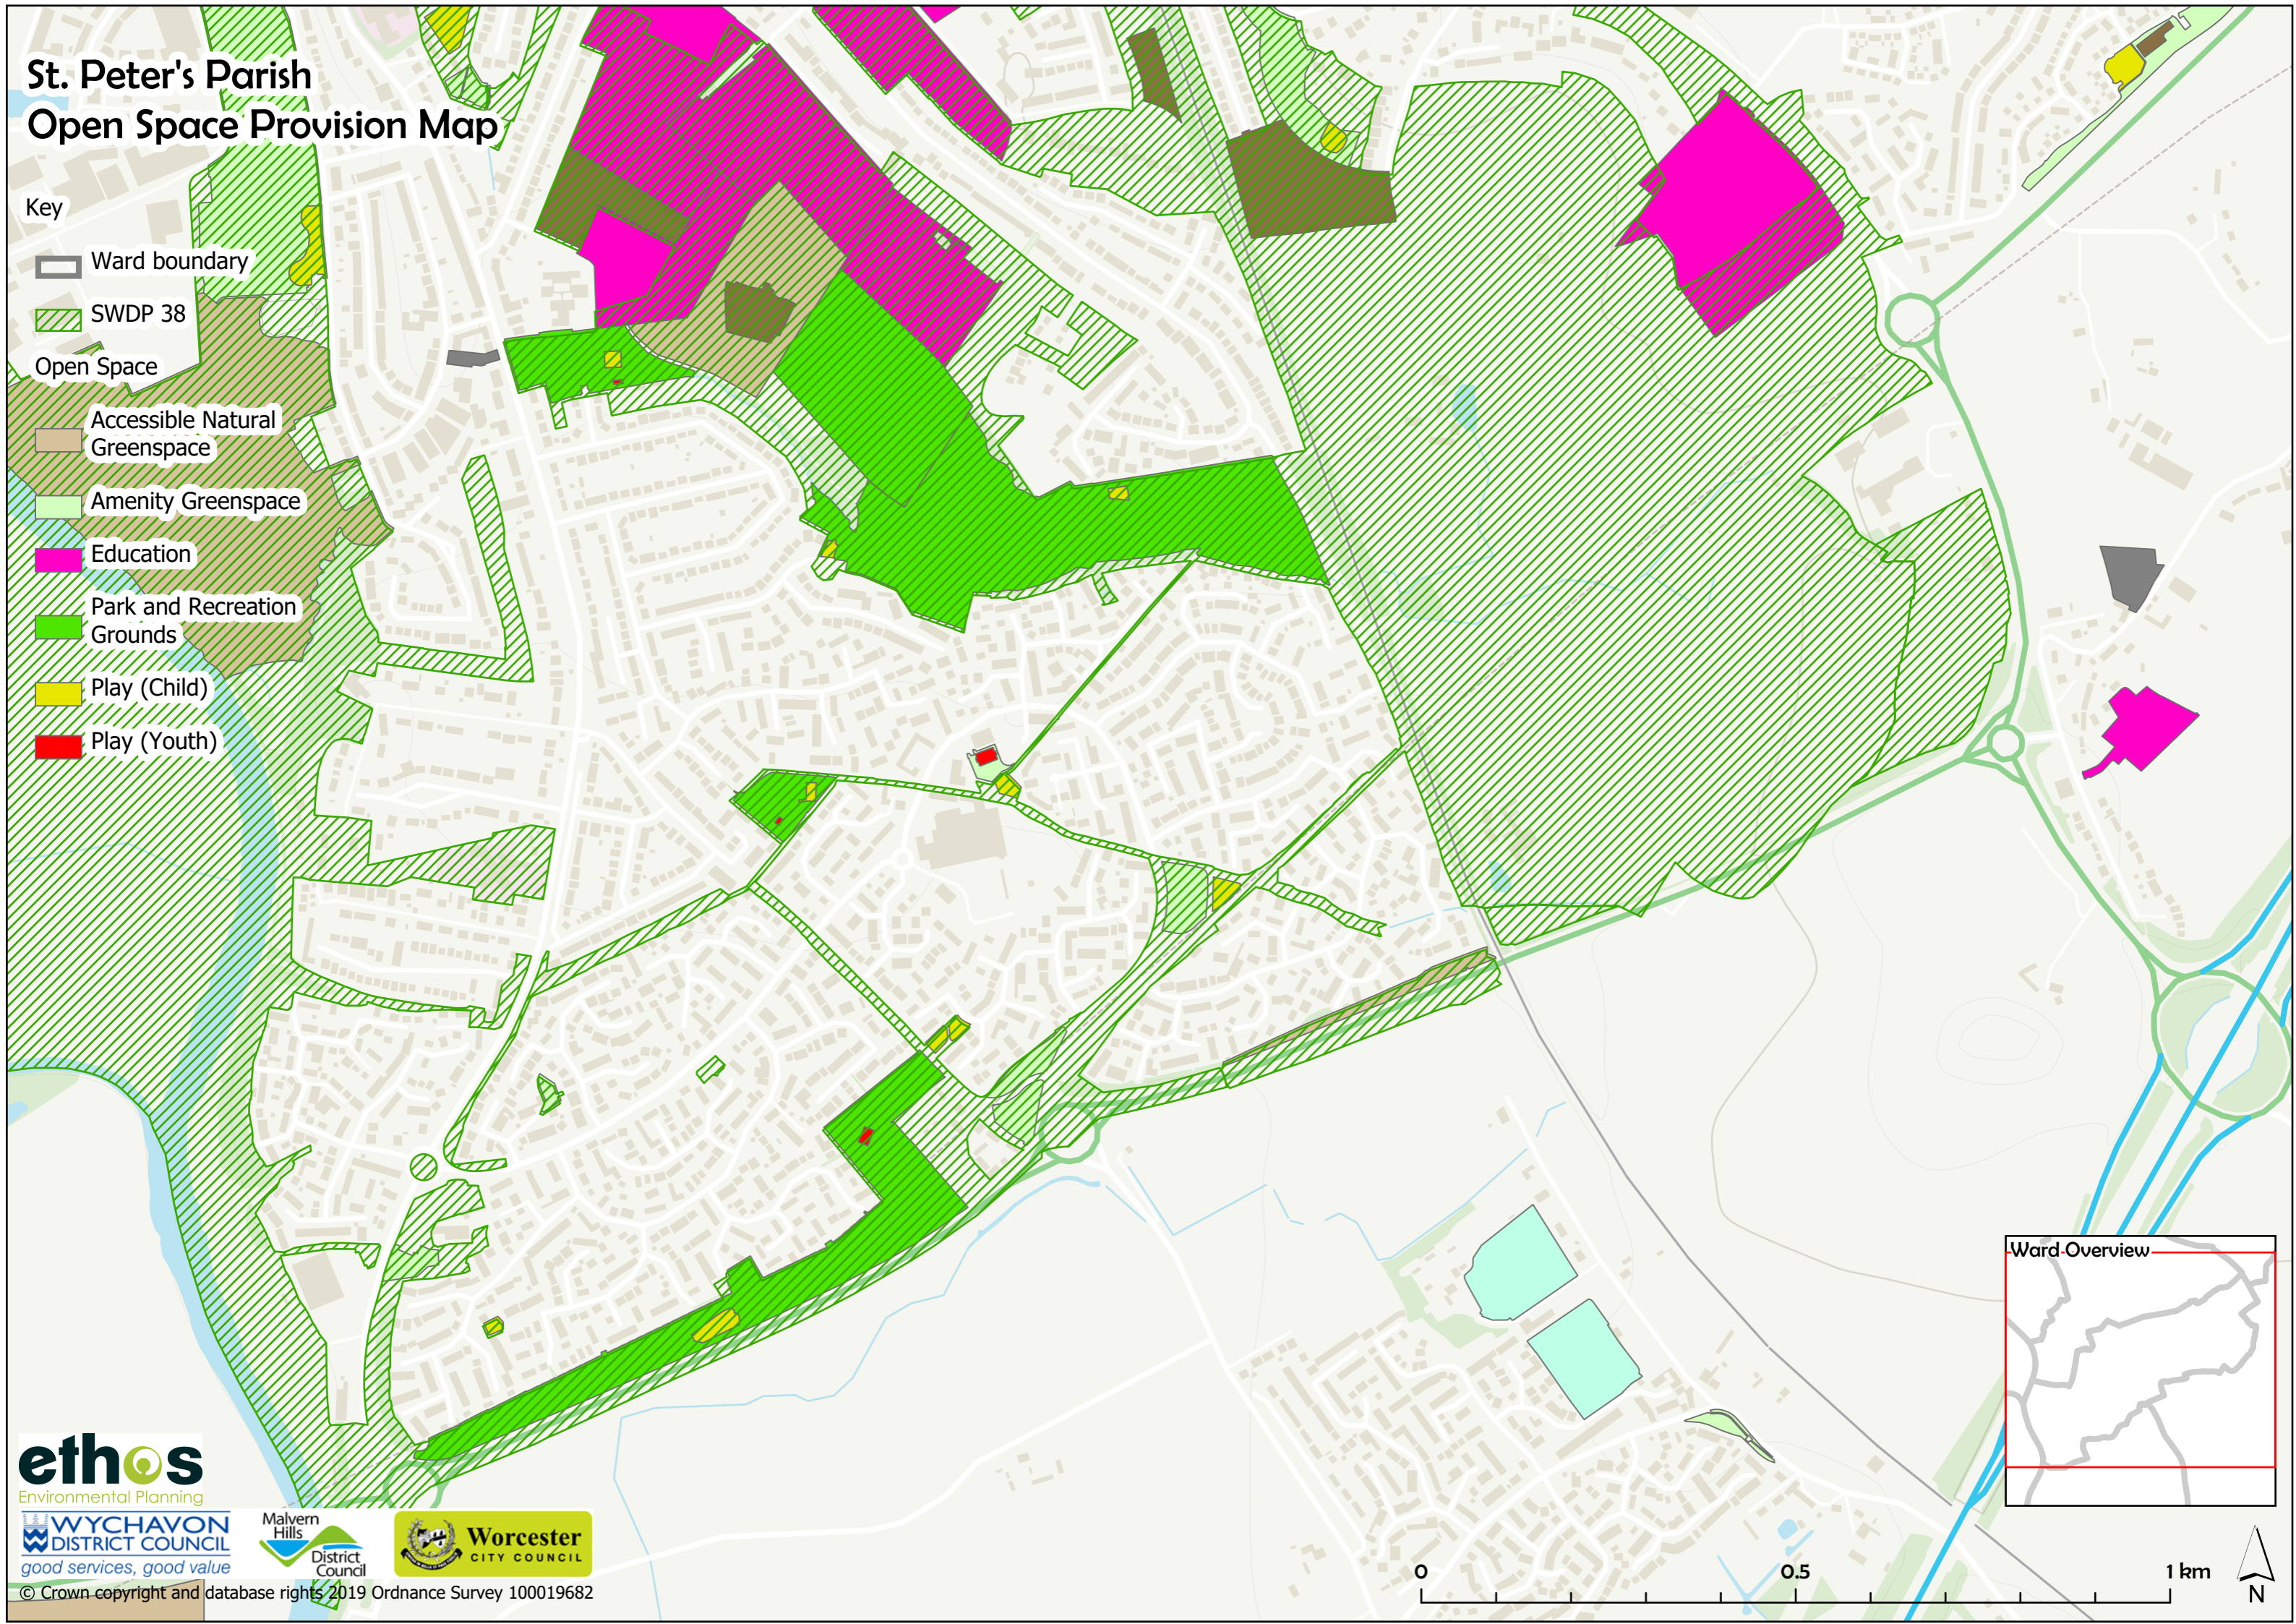 St. Peter's Parish
Open Space Provision Map
Key
Ward boundary
SWDP 38
Open Space
Accessible Natural
Greenspace
Amenity Greenspace
Education
Park and Recreation
Grounds
Play (Child)
Play (Youth)
Ward Overview
ethos
Environmental Planning
WYCHAVON
DISTRICT COUNCIL
good services, good value
Malvern
Hills
District
Council
Worcester
CITY COUNCIL
© Crown copyright and database rights 2019 Ordnance Survey 100019682
0 0.5 1 km
N